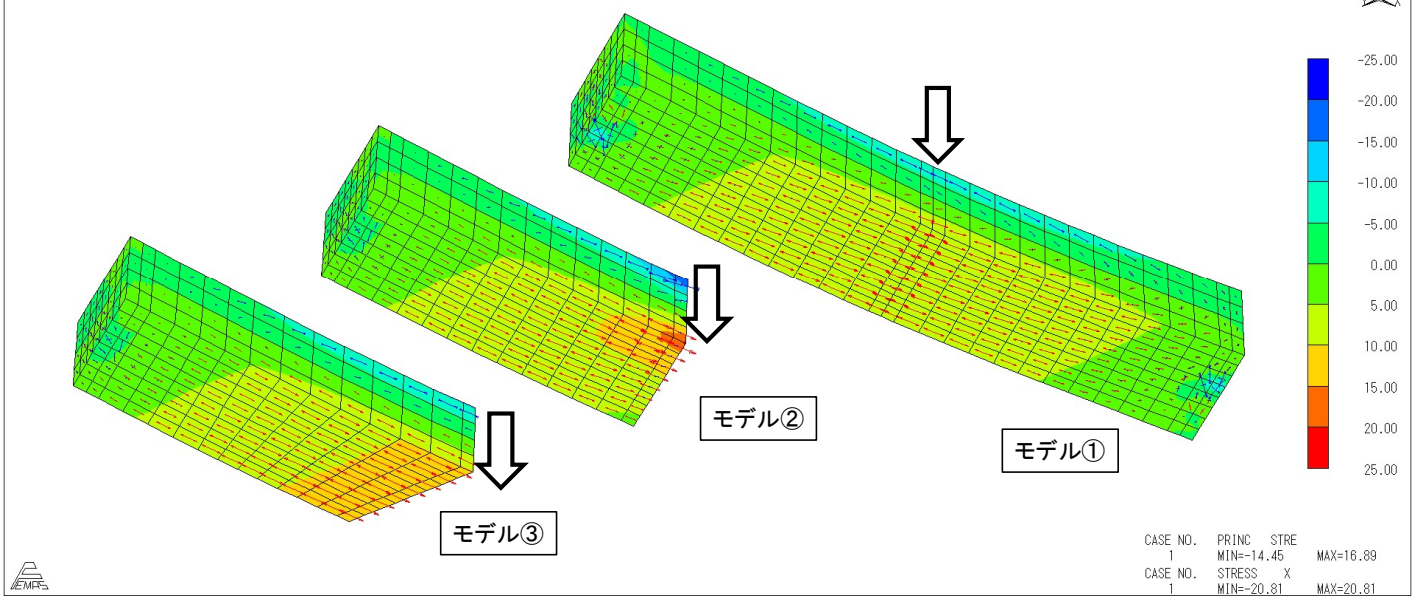 -25.00
-20.00
-15.00
-10.00
-5.00
0.00
5.00
10.00
15.00
20.00
25.00
モデル①
モデル②
モデル③
CASE NO. PRINC STRE
1 MIN=-14.45 MAX=16.89
CASE NO. STRESS X
1 MIN=-20.81 MAX=20.81